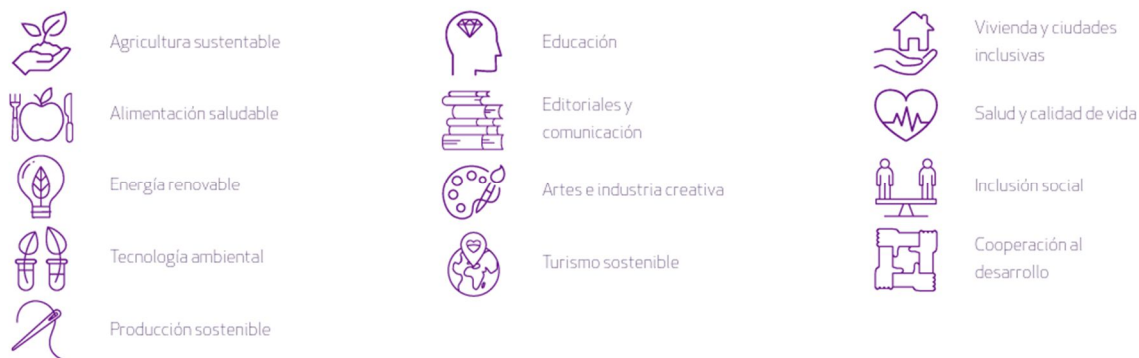 Agricultura sustentable
Alimentación saludable
Energía renovable
Tecnología ambiental
Producción sostenible
Educación
Editoriales y
comunicación
Artes e industria creativa
Turismo sostenible
Vivienda y ciudades
inclusivas
Salud y calidad de vida
Inclusión social
Cooperación al
desarrollo